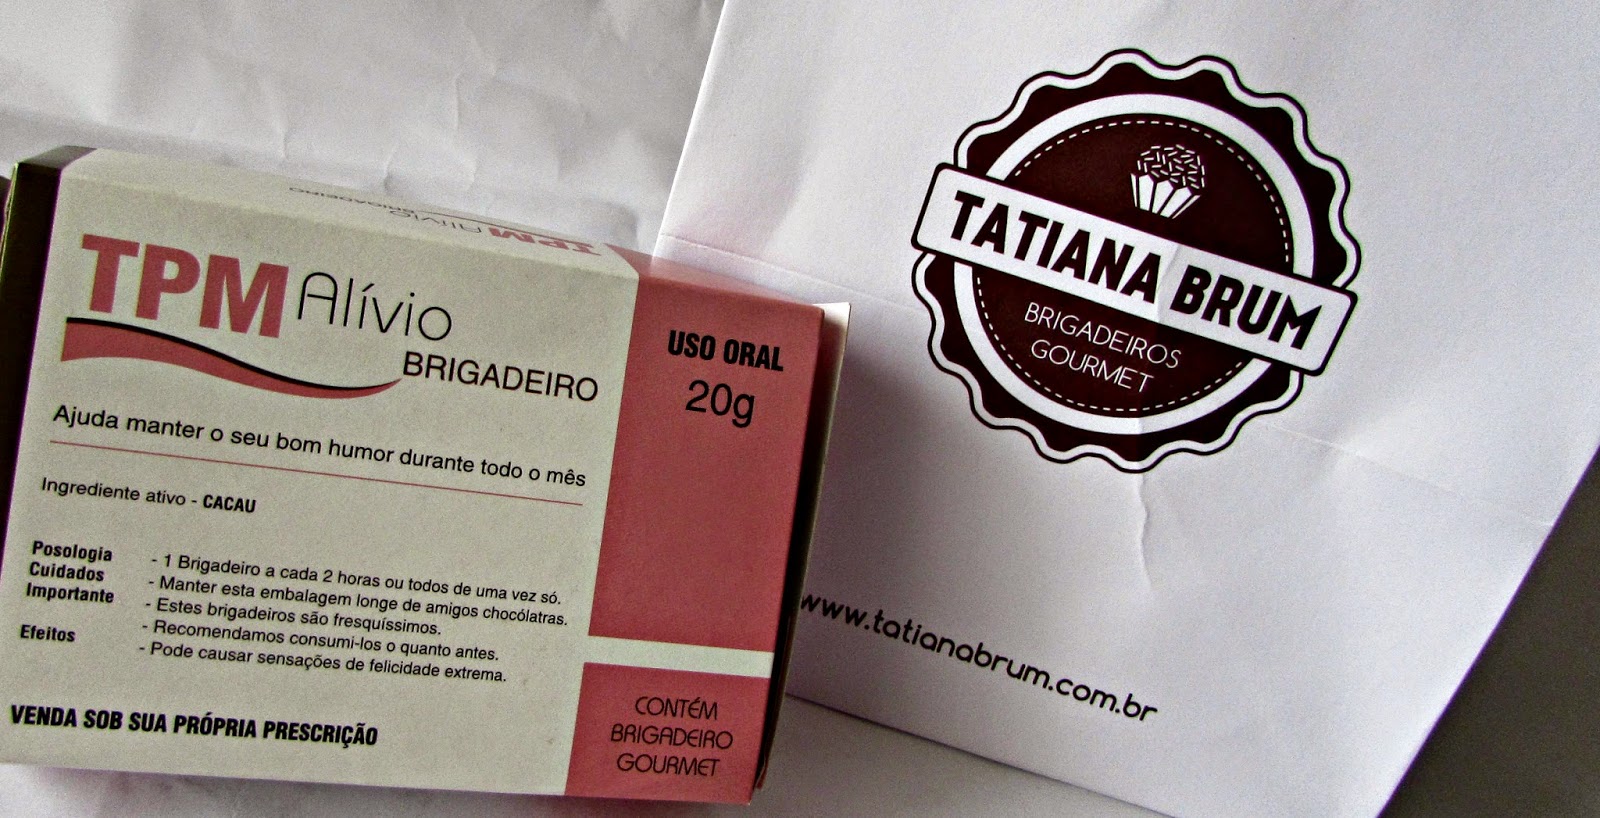 TPM Alívio
BRIGADEIRO
TPM Alívio
BRIGADEIRO
Ajuda manter o seu bom humor durante todo o mês
Ingrediente ativo - CACAU
Posologia - 1 Brigadeiro a cada 2 horas ou todos de uma vez só.
Cuidados - Manter esta embalagem longe de amigos chocólatras.
Importante - Estes brigadeiros são fresquíssimos.
- Recomendamos consumi-los o quanto antes.
Efeitos - Pode causar sensações de felicidade extrema.
VENDA SOB SUA PRÓPRIA PRESCRIÇÃO
USO ORAL
20g
CONTÉM
BRIGADEIRO
GOURMET
TATIANA BRUM
BRIGADEIROS
GOURMET
www.tatianabrum.com.br